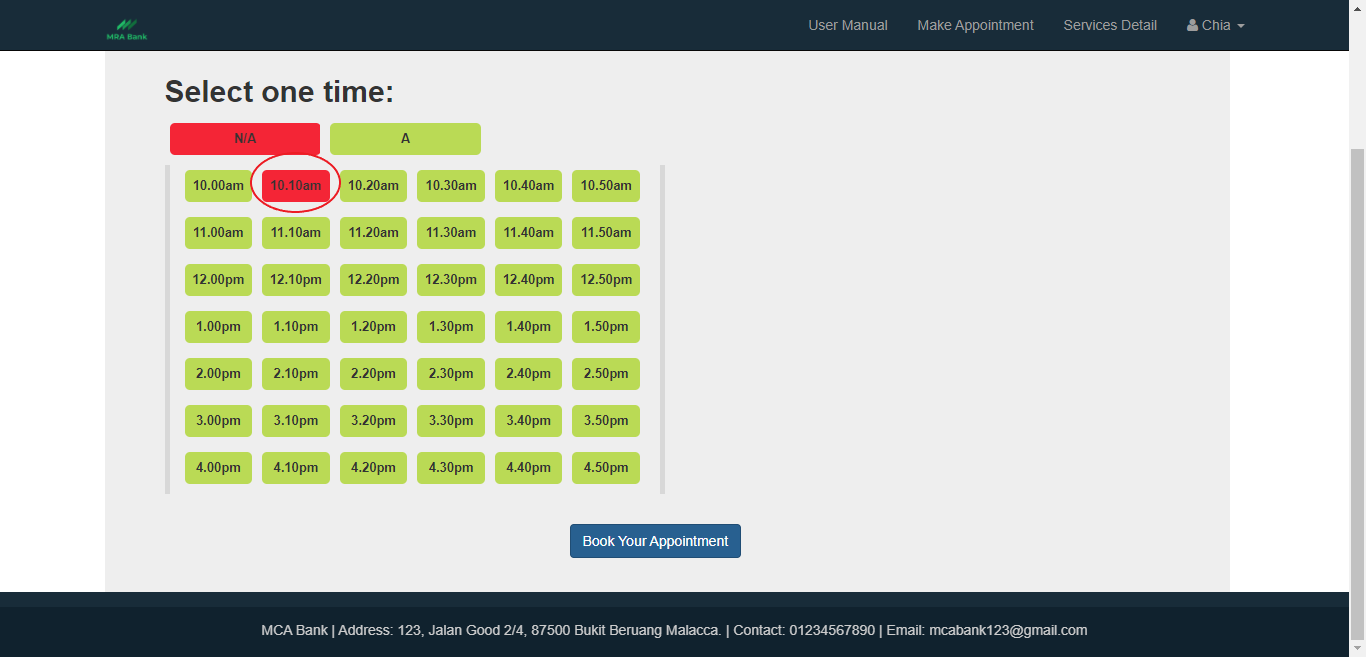 MRA Bank
User Manual Make Appointment Services Detail Chia
Select one time:
N/A A
10.00am 10.10am 10.20am 10.30am 10.40am 10.50am
11.00am 11.10am 11.20am 11.30am 11.40am 11.50am
12.00pm 12.10pm 12.20pm 12.30pm 12.40pm 12.50pm
1.00pm 1.10pm 1.20pm 1.30pm 1.40pm 1.50pm
2.00pm 2.10pm 2.20pm 2.30pm 2.40pm 2.50pm
3.00pm 3.10pm 3.20pm 3.30pm 3.40pm 3.50pm
4.00pm 4.10pm 4.20pm 4.30pm 4.40pm 4.50pm
Book Your Appointment
MCA Bank | Address: 123, Jalan Good 2/4, 87500 Bukit Beruang Malacca. | Contact: 01234567890 | Email: mcabank123@gmail.com